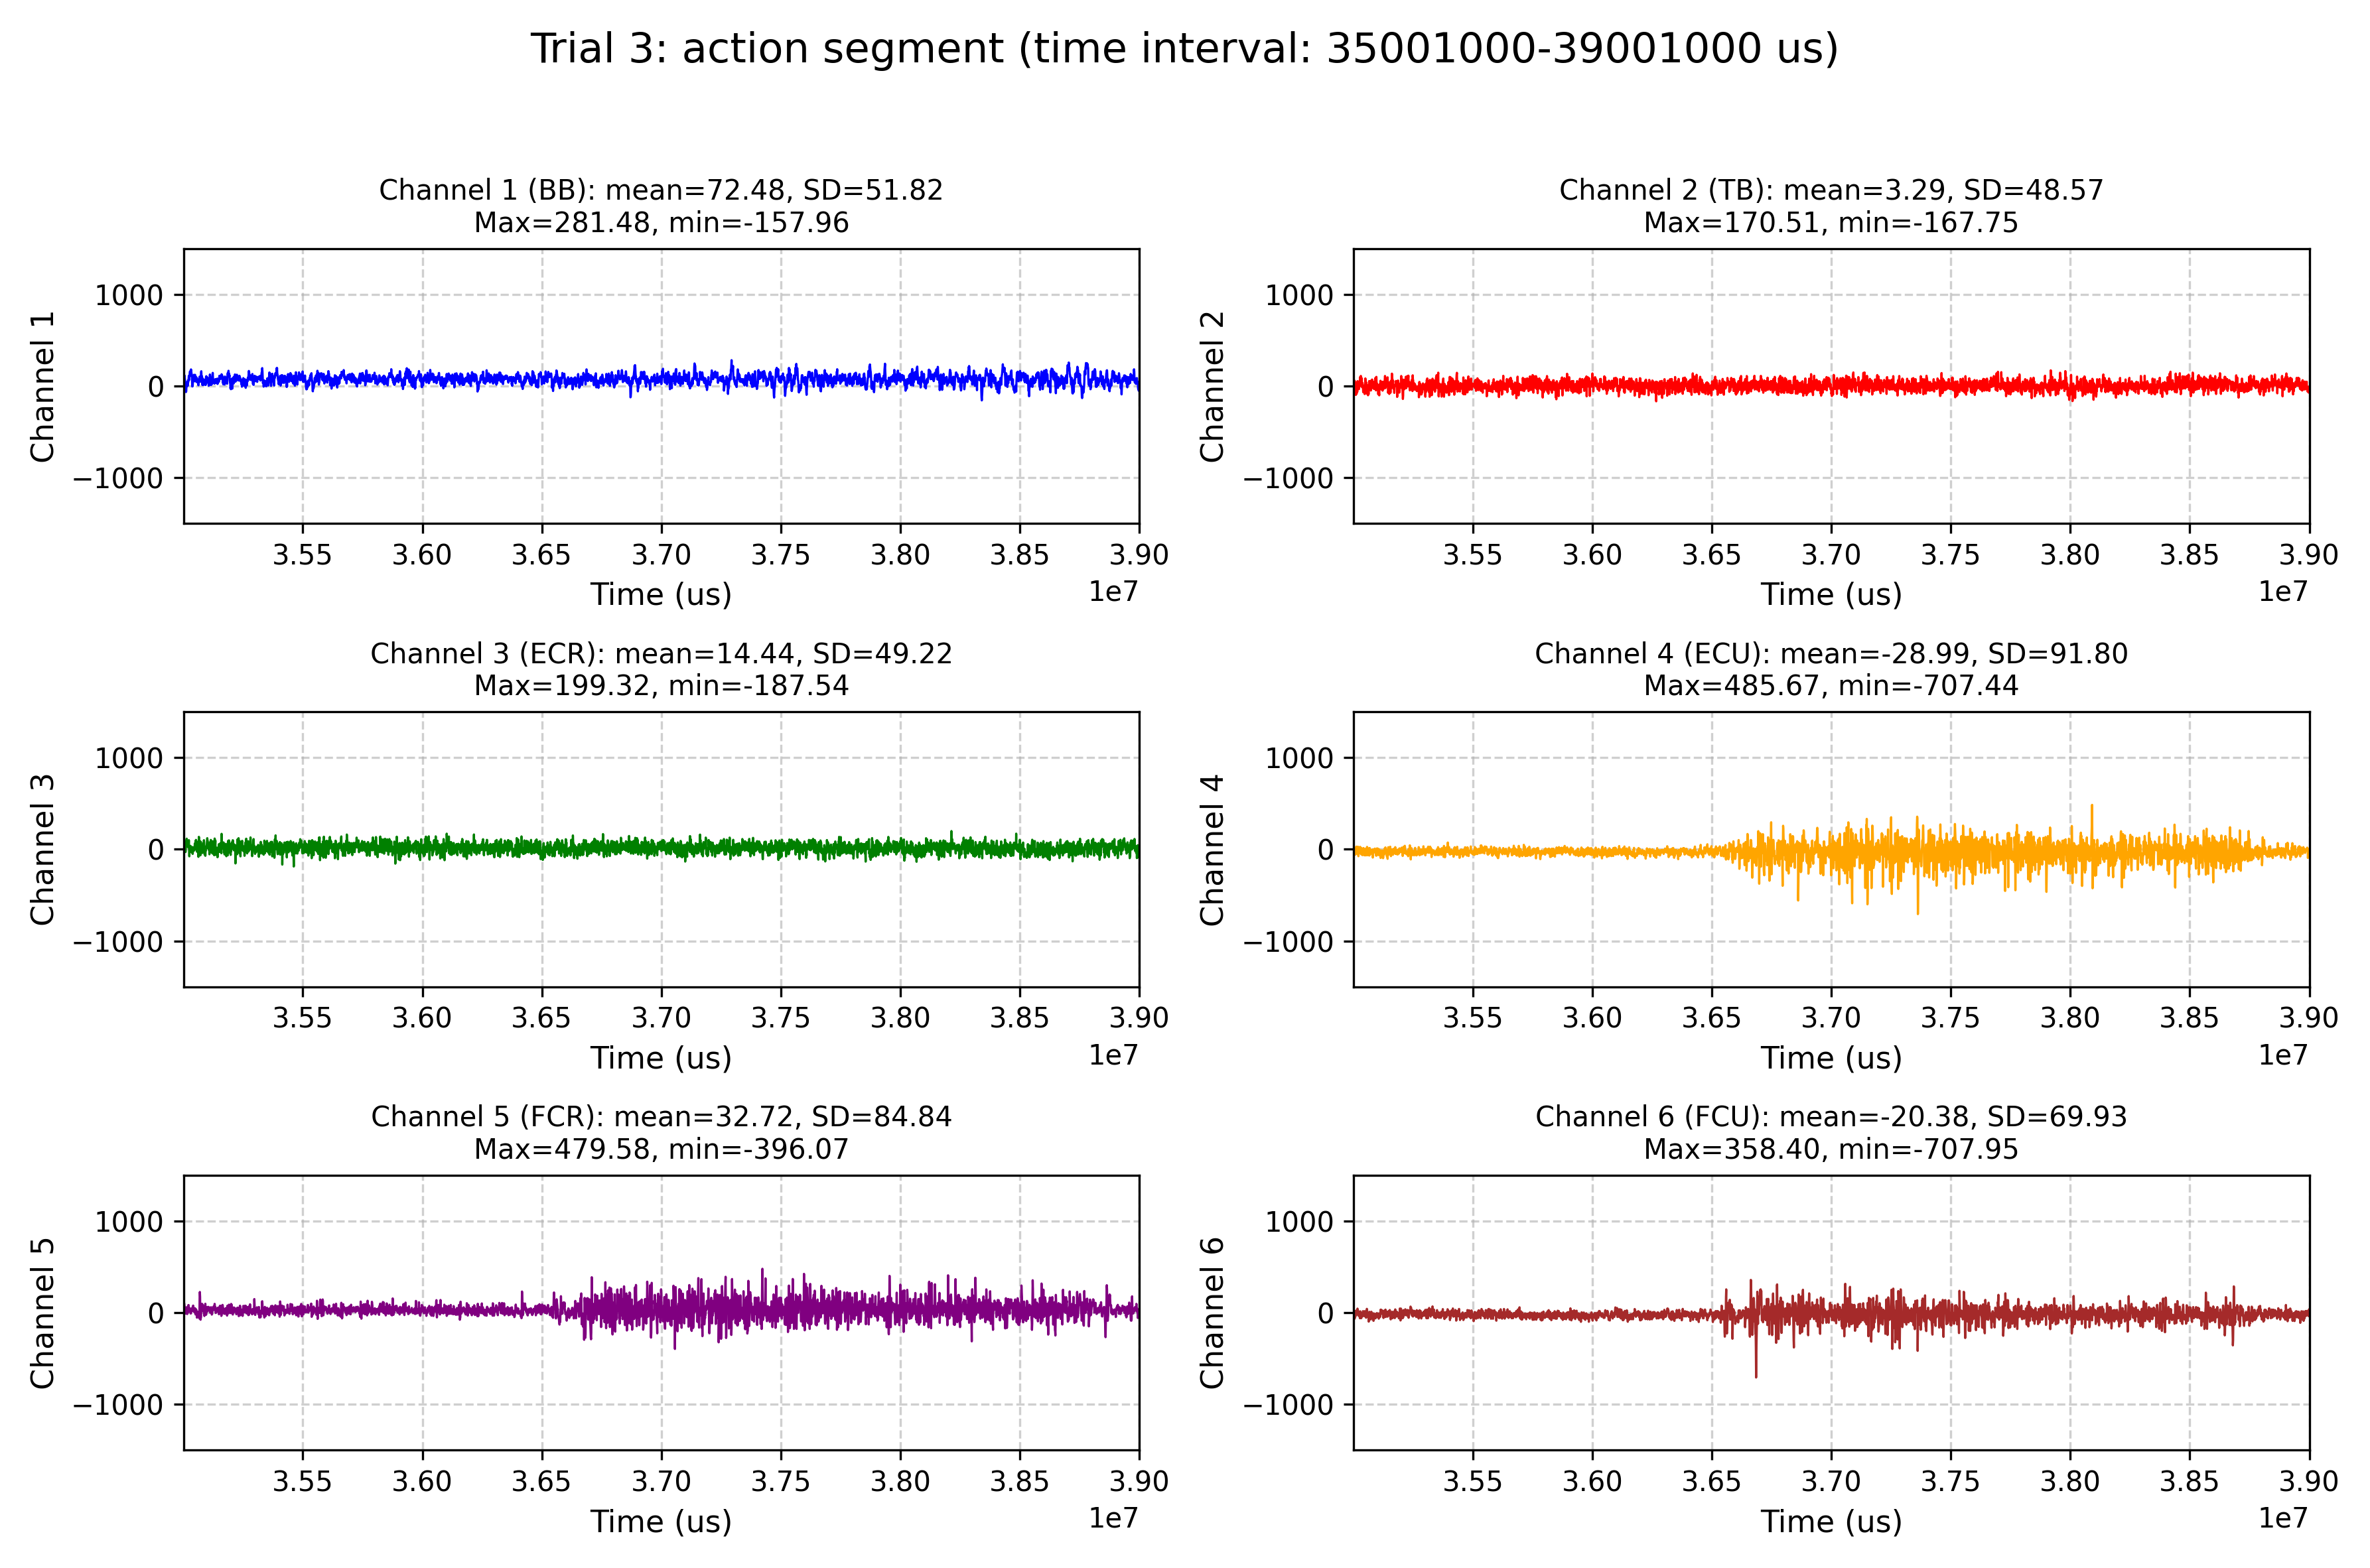 Trial 3: action segment (time interval: 35001000-39001000 us)
Channel 1 (BB): mean=72.48, SD=51.82
Max=281.48, min=-157.96
Channel 1
1000
0
−1000
3.55 3.60 3.65 3.70 3.75 3.80 3.85 3.90
Time (us)
1e7
Channel 2 (TB): mean=3.29, SD=48.57
Max=170.51, min=-167.75
Channel 2
1000
0
−1000
3.55 3.60 3.65 3.70 3.75 3.80 3.85 3.90
Time (us)
1e7
Channel 3 (ECR): mean=14.44, SD=49.22
Max=199.32, min=-187.54
Channel 3
1000
0
−1000
3.55 3.60 3.65 3.70 3.75 3.80 3.85 3.90
Time (us)
1e7
Channel 4 (ECU): mean=-28.99, SD=91.80
Max=485.67, min=-707.44
Channel 4
1000
0
−1000
3.55 3.60 3.65 3.70 3.75 3.80 3.85 3.90
Time (us)
1e7
Channel 5 (FCR): mean=32.72, SD=84.84
Max=479.58, min=-396.07
Channel 5
1000
0
−1000
3.55 3.60 3.65 3.70 3.75 3.80 3.85 3.90
Time (us)
1e7
Channel 6 (FCU): mean=-20.38, SD=69.93
Max=358.40, min=-707.95
Channel 6
1000
0
−1000
3.55 3.60 3.65 3.70 3.75 3.80 3.85 3.90
Time (us)
1e7